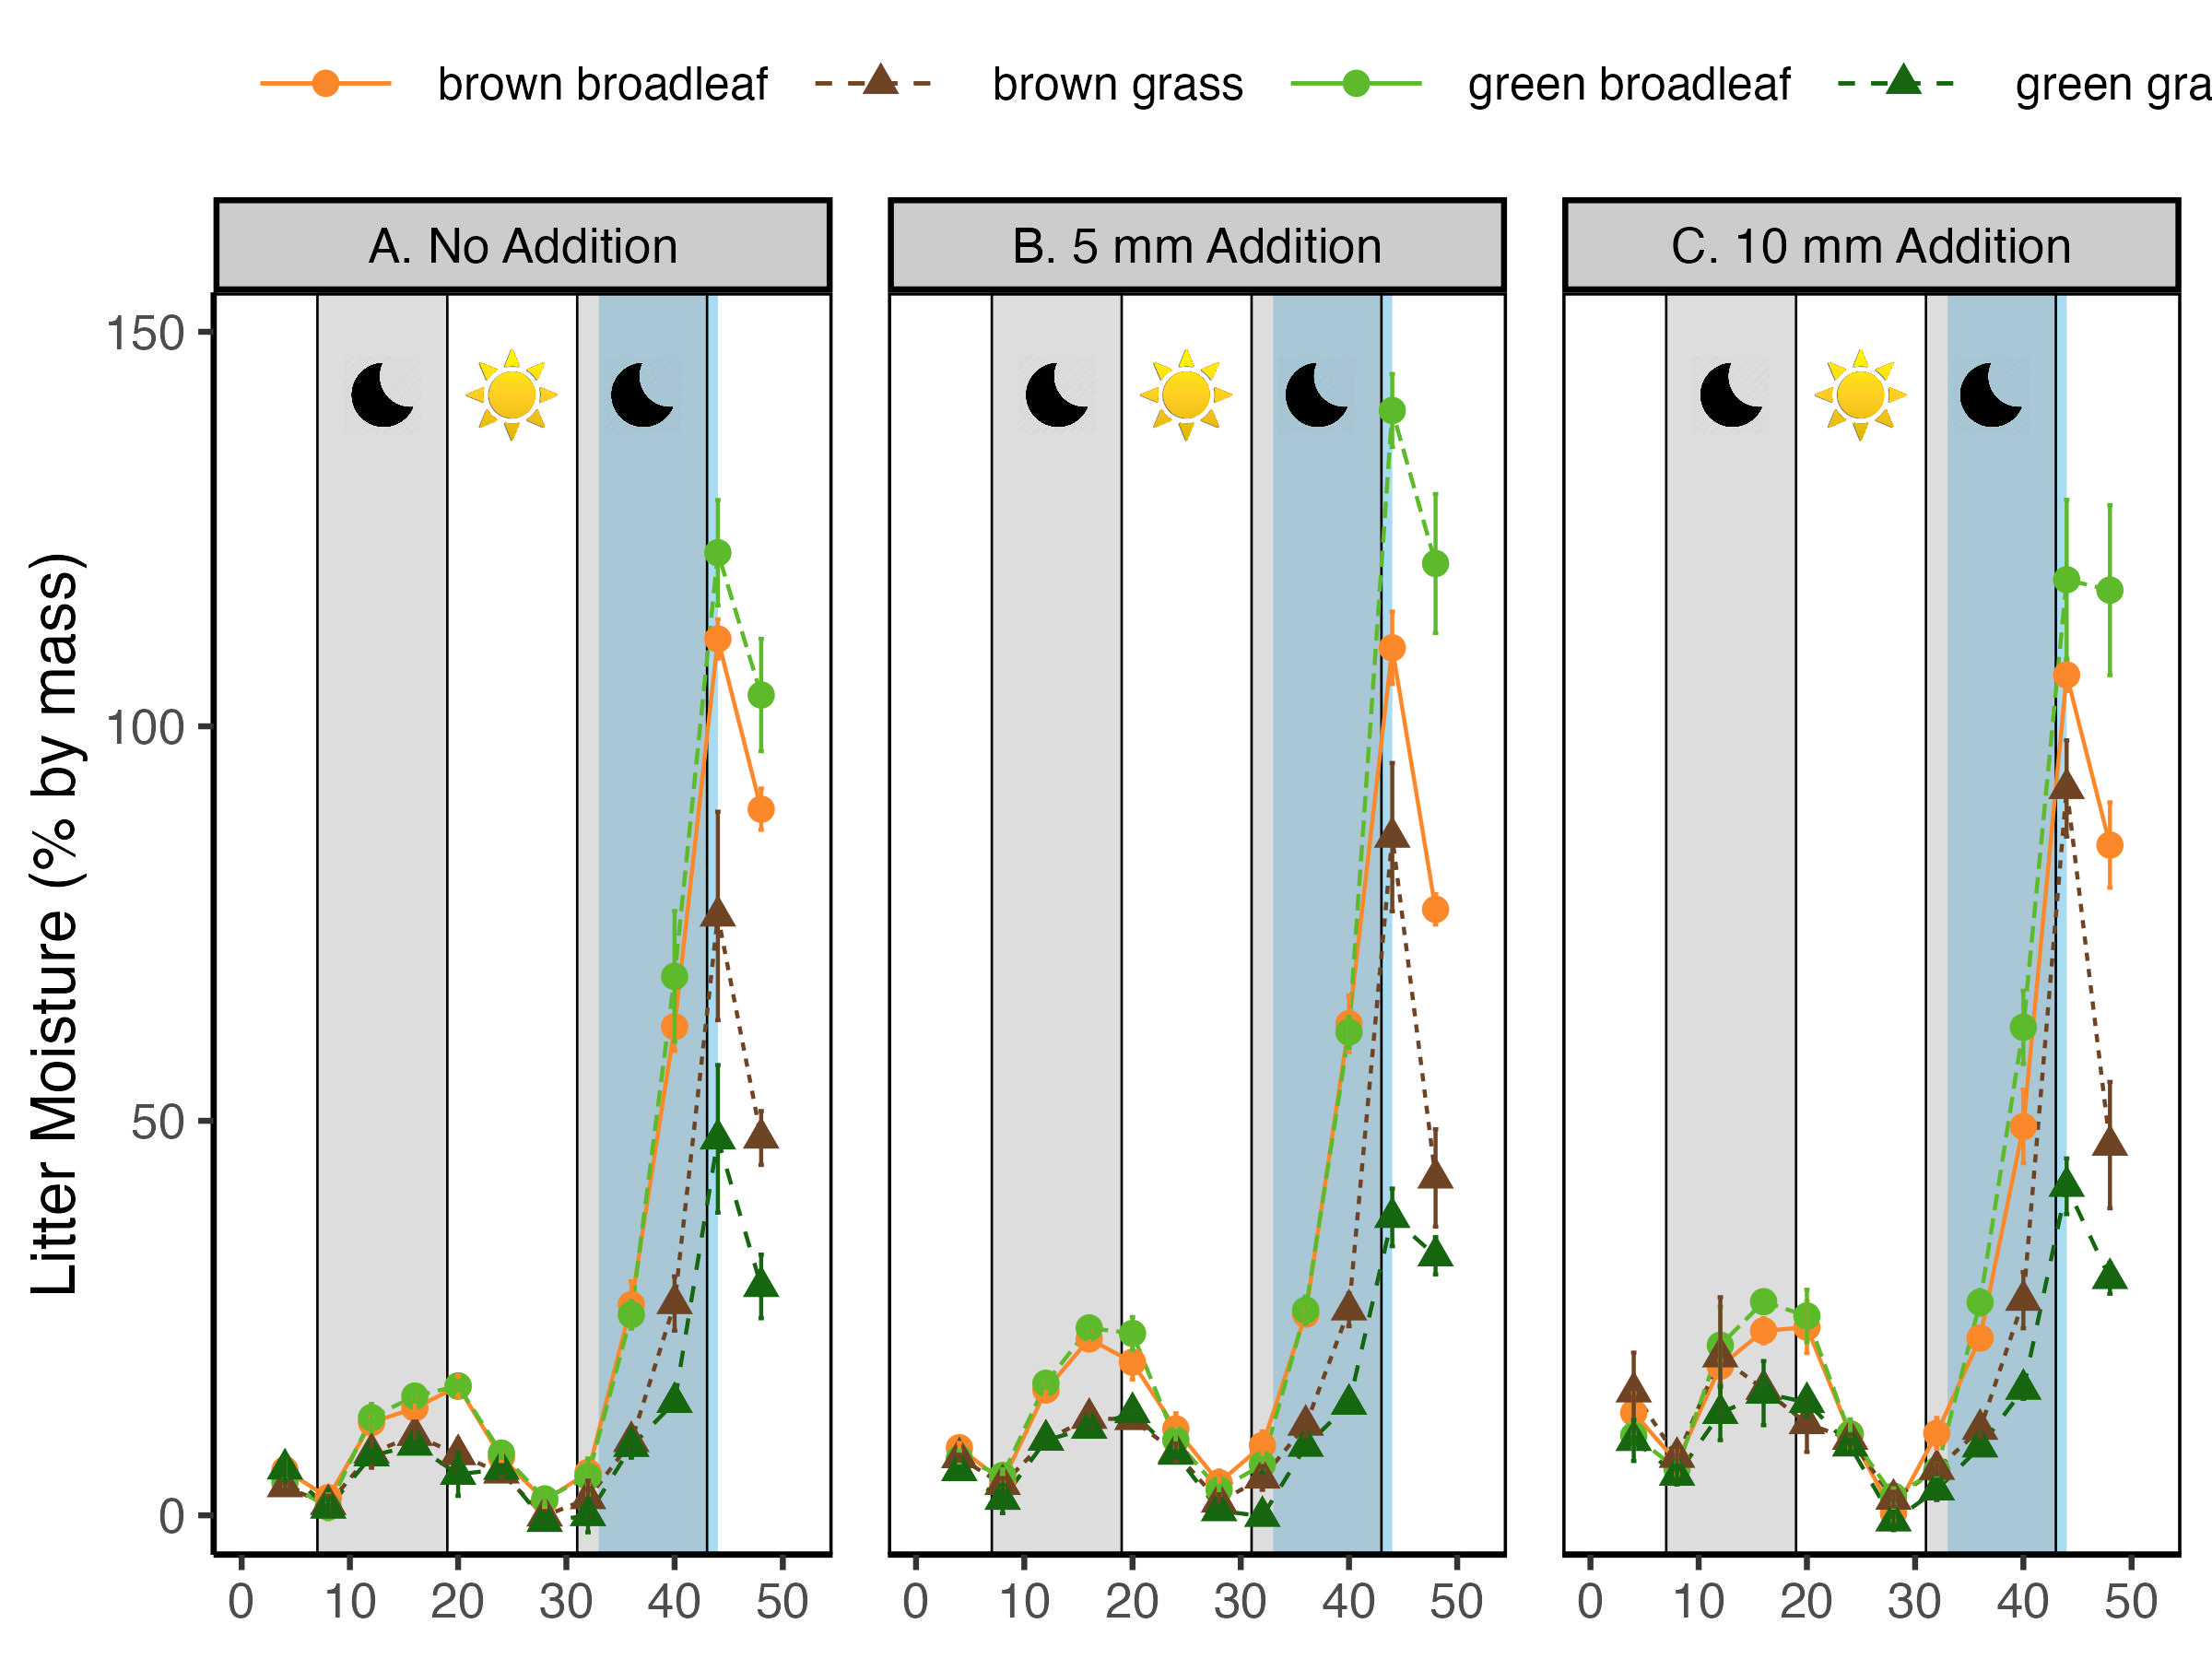 brown broadleaf brown grass green broadleaf green gra
A. No Addition B. 5 mm Addition C. 10 mm Addition
Litter Moisture (% by mass)
150
100
50
0
0 10 20 30 40 50 0 10 20 30 40 50 0 10 20 30 40 50